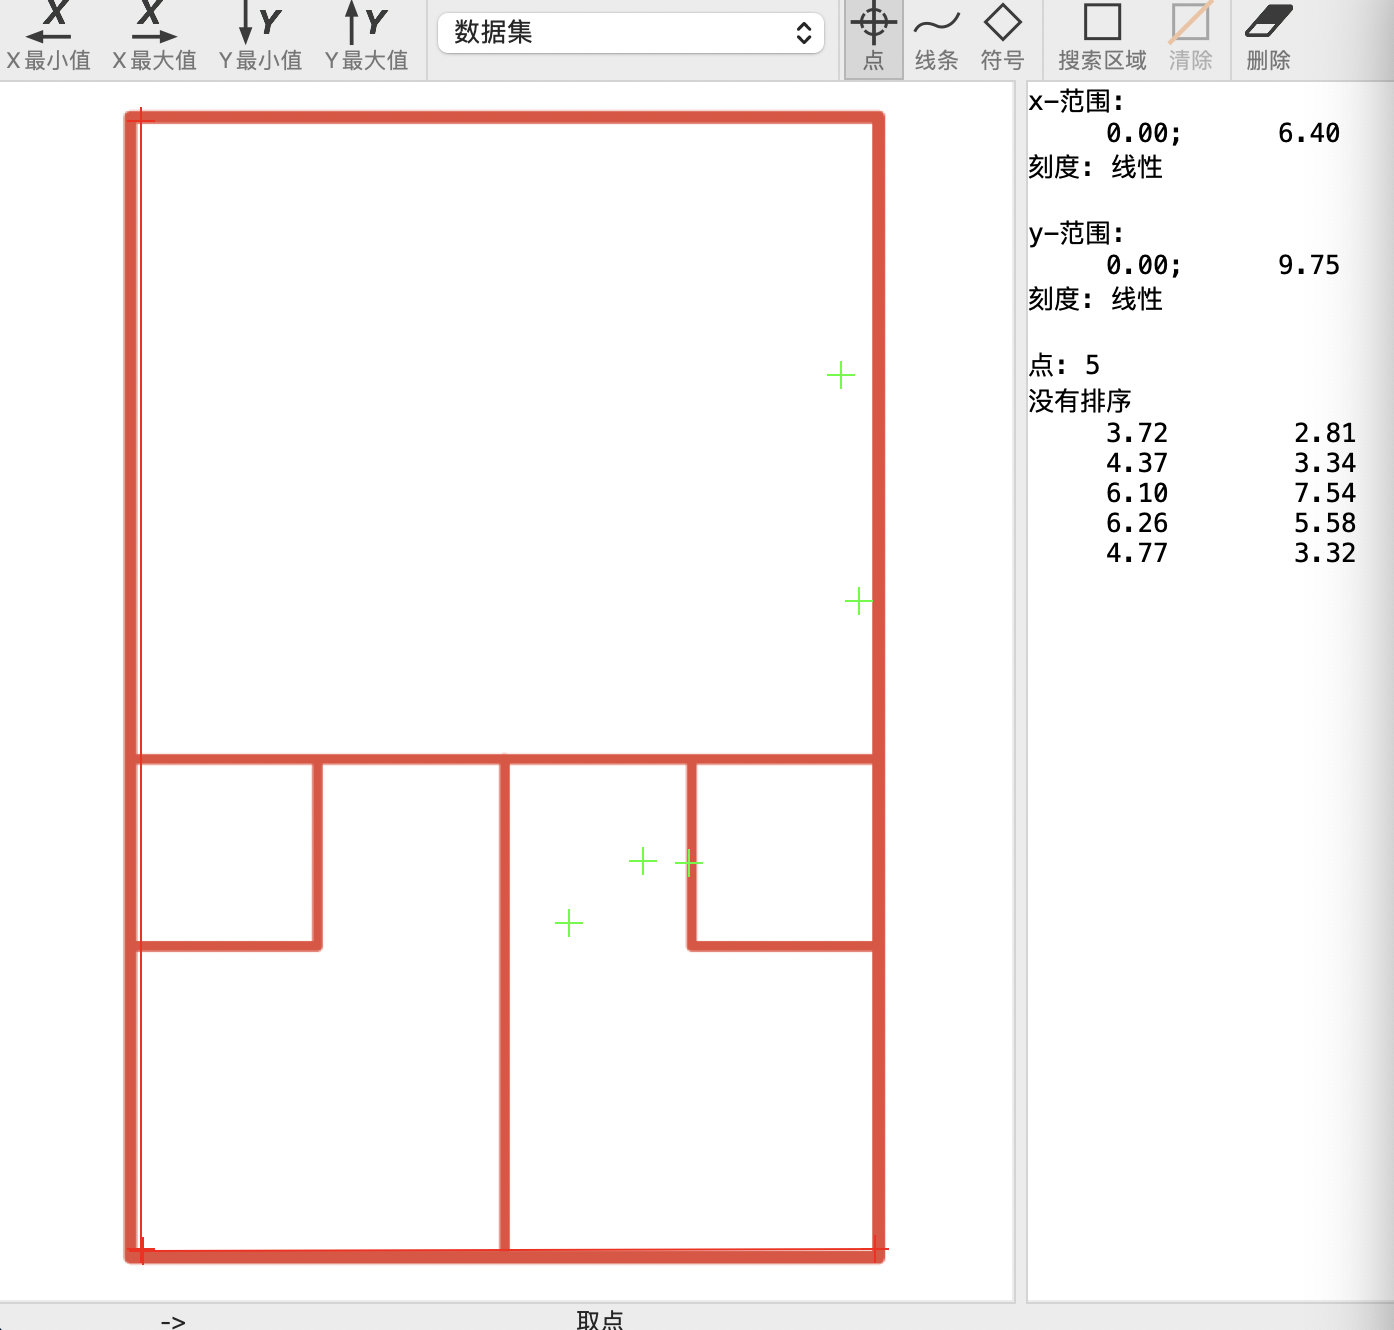 X 最小值 X 最大值 Y 最小值 Y 最大值 数据集 点 线条 符号 搜索区域 清除 删除
x-范围:
0.00; 6.40
刻度: 线性
y-范围:
0.00; 9.75
刻度: 线性
点: 5
没有排序
3.72 2.81
4.37 3.34
6.10 7.54
6.26 5.58
4.77 3.32
-> 取点